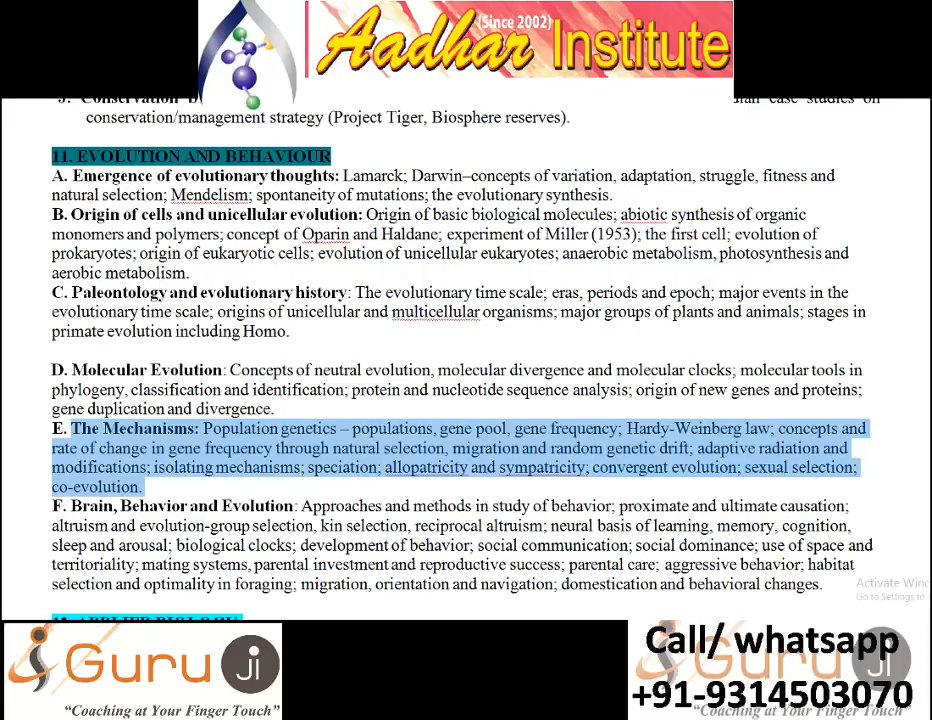 (Since 2002)
Aadhar Institute
J. Conservation
case studies on
conservation/management strategy (Project Tiger, Biosphere reserves).
11. EVOLUTION AND BEHAVIOUR
A. Emergence of evolutionary thoughts: Lamarck; Darwin–concepts of variation, adaptation, struggle, fitness and
natural selection; Mendelism; spontaneity of mutations; the evolutionary synthesis.
B. Origin of cells and unicellular evolution: Origin of basic biological molecules; abiotic synthesis of organic
monomers and polymers; concept of Oparin and Haldane; experiment of Miller (1953); the first cell; evolution of
prokaryotes; origin of eukaryotic cells; evolution of unicellular eukaryotes; anaerobic metabolism, photosynthesis and
aerobic metabolism.
C. Paleontology and evolutionary history: The evolutionary time scale; eras, periods and epoch; major events in the
evolutionary time scale; origins of unicellular and multicellular organisms; major groups of plants and animals; stages in
primate evolution including Homo.
D. Molecular Evolution: Concepts of neutral evolution, molecular divergence and molecular clocks; molecular tools in
phylogeny, classification and identification; protein and nucleotide sequence analysis; origin of new genes and proteins;
gene duplication and divergence.
E. The Mechanisms: Population genetics – populations, gene pool, gene frequency; Hardy-Weinberg law; concepts and
rate of change in gene frequency through natural selection, migration and random genetic drift; adaptive radiation and
modifications; isolating mechanisms; speciation; allopatricity and sympatricity; convergent evolution; sexual selection;
co-evolution.
F. Brain, Behavior and Evolution: Approaches and methods in study of behavior; proximate and ultimate causation;
altruism and evolution-group selection, kin selection, reciprocal altruism; neural basis of learning, memory, cognition,
sleep and arousal; biological clocks; development of behavior; social communication; social dominance; use of space and
territoriality; mating systems, parental investment and reproductive success; parental care; aggressive behavior; habitat
selection and optimality in foraging; migration, orientation and navigation; domestication and behavioral changes.
Activate Wind
Go to Settings to
12. APPLIED BIOLOGY:
Guru JI
“Coaching at Your Finger Touch”
Call/ whatsapp
+91-9314503070
“Coaching at Your Finger Touch”